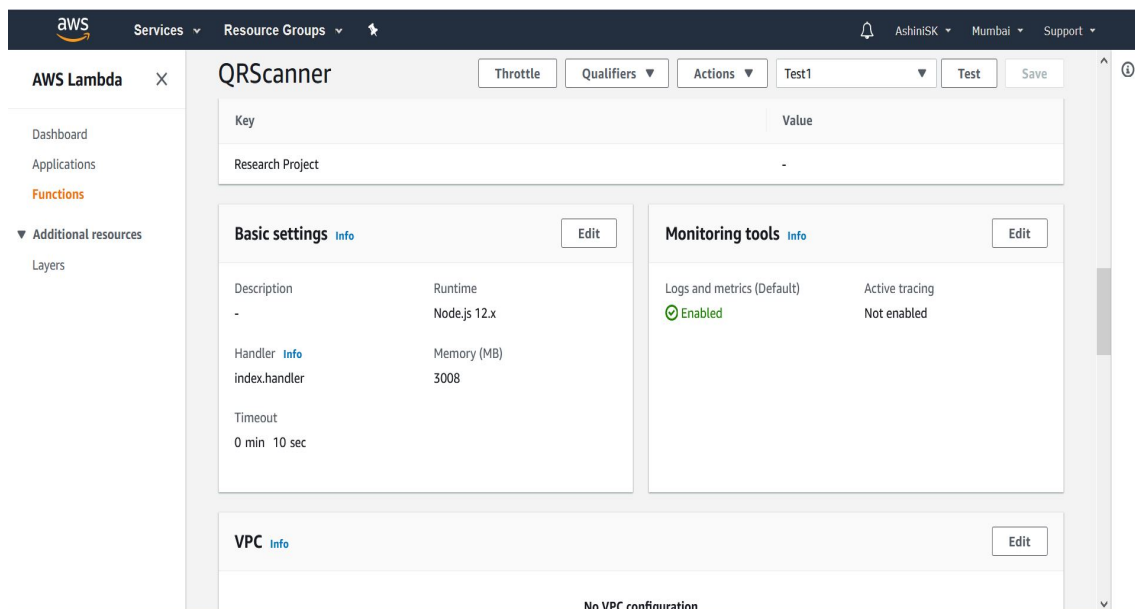 aws Services Resource Groups AshiniSK Mumbai Support
AWS Lambda X
QRScanner Throttle Qualifiers Actions Test1 Test Save
Key Value
Dashboard
Applications
Research Project -
Functions
Additional resources
Layers
Basic settings Info Edit
Monitoring tools Info Edit
Description Runtime
- Node.js 12.x
Handler Info Memory (MB)
index.handler 3008
Timeout
0 min 10 sec
Logs and metrics (Default) Active tracing
Enabled Not enabled
VPC Info Edit
No VPC configuration